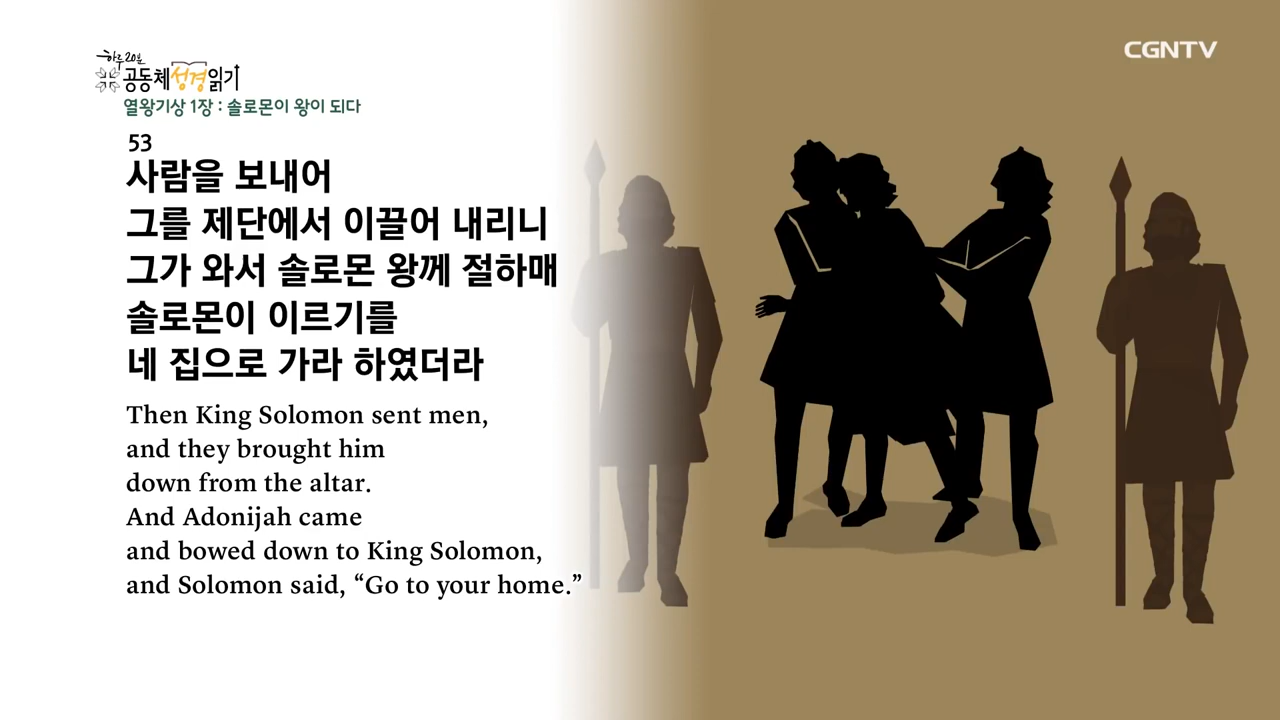 CGNTV
하루 20분
공동체성경읽기
열왕기상 1장 : 솔로몬이 왕이 되다
53
사람을 보내어
그를 제단에서 이끌어 내리니
그가 와서 솔로몬 왕께 절하매
솔로몬이 이르기를
네 집으로 가라 하였더라
Then King Solomon sent men,
and they brought him
down from the altar.
And Adonijah came
and bowed down to King Solomon,
and Solomon said, “Go to your home.”